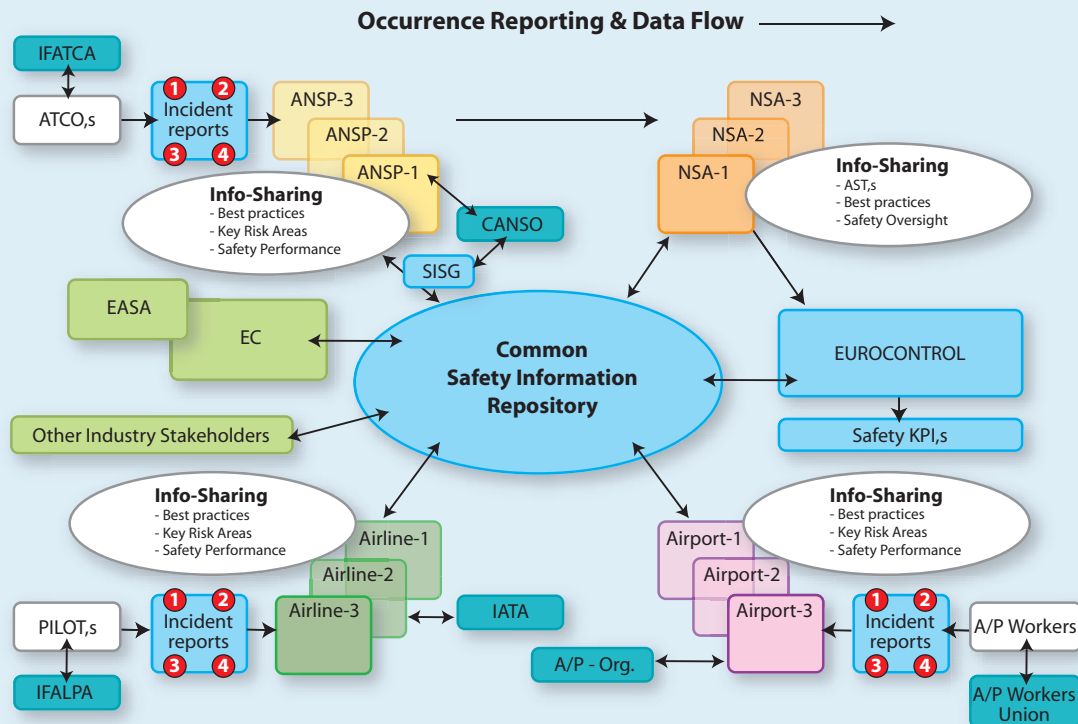 Occurrence Reporting & Data Flow
IFATCA
ATCO,s
1 2
Incident
reports
3 4
ANSP-3
ANSP-2
ANSP-1
NSA-3
NSA-2
NSA-1
Info-Sharing
- Best practices
- Key Risk Areas
- Safety Performance
CANSO
SISG
Info-Sharing
- AST,s
- Best practices
- Safety Oversight
EASA
EC
Common
Safety Information
Repository
EUROCONTROL
Safety KPI,s
Other Industry Stakeholders
Info-Sharing
- Best practices
- Key Risk Areas
- Safety Performance
Airline-1
Airline-2
Airline-3
Airport-1
Airport-2
Airport-3
Info-Sharing
- Best practices
- Key Risk Areas
- Safety Performance
PILOT,s
1 2
Incident
reports
3 4
IATA
IFALPA
A/P - Org.
1 2
Incident
reports
3 4
A/P Workers
A/P Workers
Union